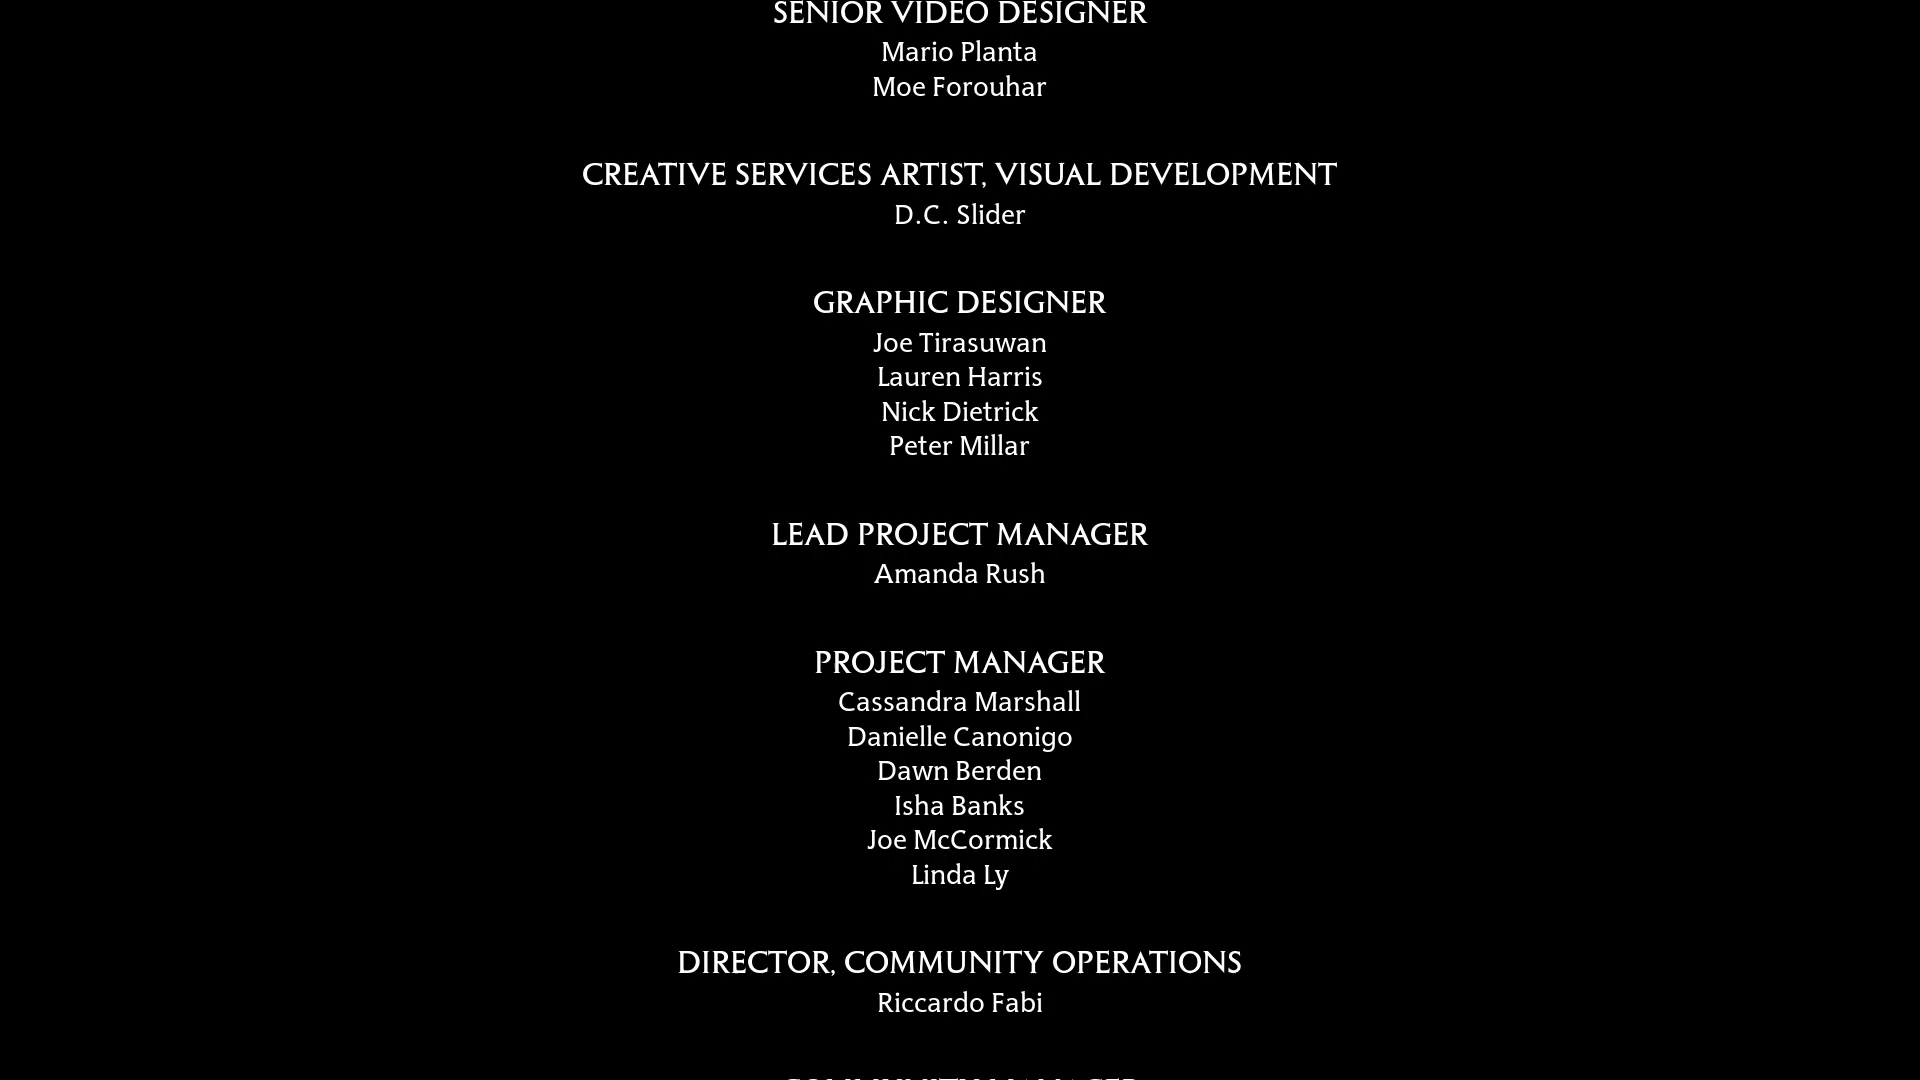 SENIOR VIDEO DESIGNER
Mario Planta
Moe Forouhar
CREATIVE SERVICES ARTIST, VISUAL DEVELOPMENT
D.C. Slider
GRAPHIC DESIGNER
Joe Tirasuwan
Lauren Harris
Nick Dietrick
Peter Millar
LEAD PROJECT MANAGER
Amanda Rush
PROJECT MANAGER
Cassandra Marshall
Danielle Canonigo
Dawn Berden
Isha Banks
Joe McCormick
Linda Ly
DIRECTOR, COMMUNITY OPERATIONS
Riccardo Fabi